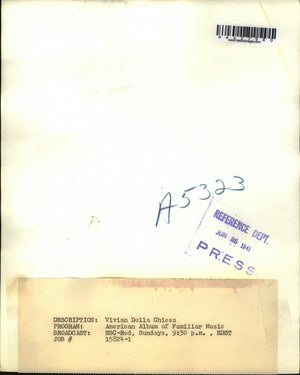 A5323
REFERENCE DEPT.
JUN 26 1941
PRESS
DESCRIPTION: Vivian Della Chiesa
PROGRAM: American Album of Familiar Music
BROADCAST: NBC-Red, Sundays, 9:30 p.m. , EDST
JOB # 15824-1